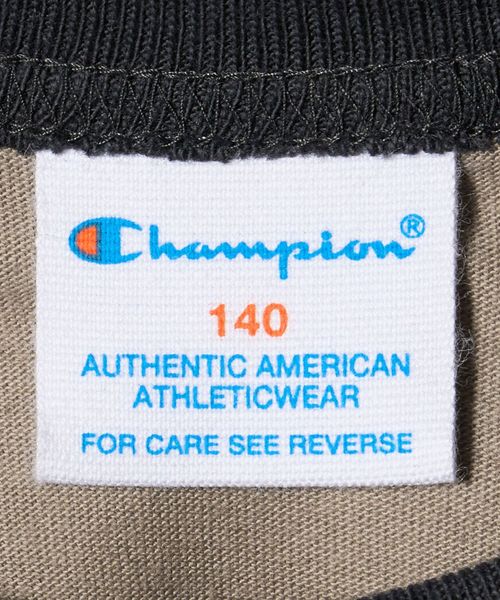 Champion®
140
AUTHENTIC AMERICAN
ATHLETICWEAR
FOR CARE SEE REVERSE